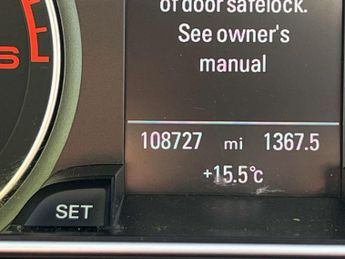 of door safelock.
See owner's
manual
108727 mi 1367.5
+15.5°c
S
SET